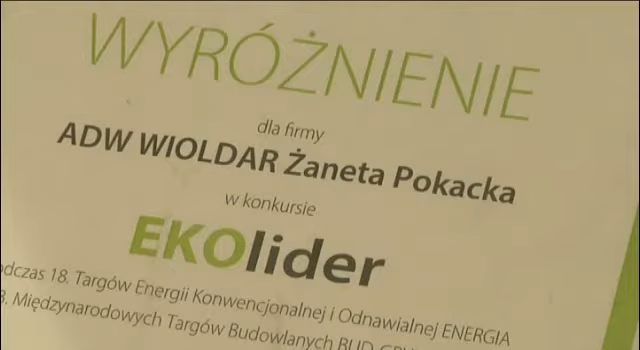 WYRÓŻNIENIE
dla firmy
ADW WIOLDAR Żaneta Pokacka
w konkursie
EKOlider
18. Targów Energii Konwencjonalnej i Odnawialnej ENERGIA
Międzynarodowych Targów Budowlanych